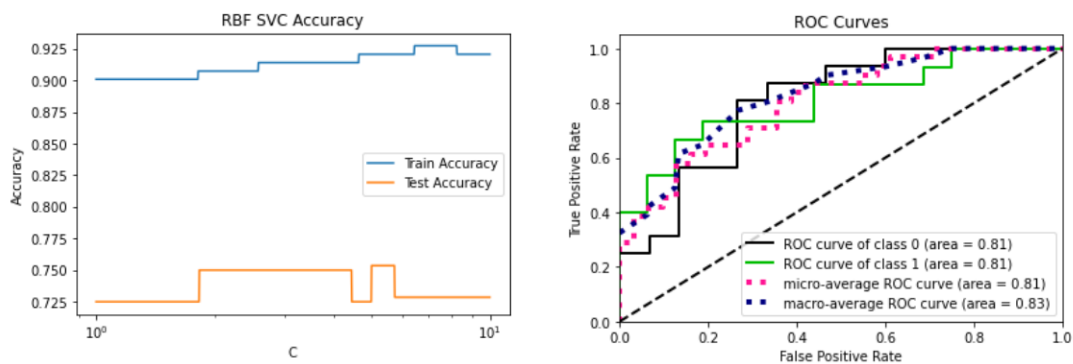 RBF SVC Accuracy
0.925
0.900
0.875
0.850
0.825
0.800
0.775
0.750
0.725
Accuracy
Train Accuracy
Test Accuracy
10⁰
10¹
C
ROC Curves
1.0
0.8
0.6
0.4
0.2
0.0
True Positive Rate
ROC curve of class 0 (area = 0.81)
ROC curve of class 1 (area = 0.81)
micro-average ROC curve (area = 0.81)
macro-average ROC curve (area = 0.83)
0.0 0.2 0.4 0.6 0.8 1.0
False Positive Rate